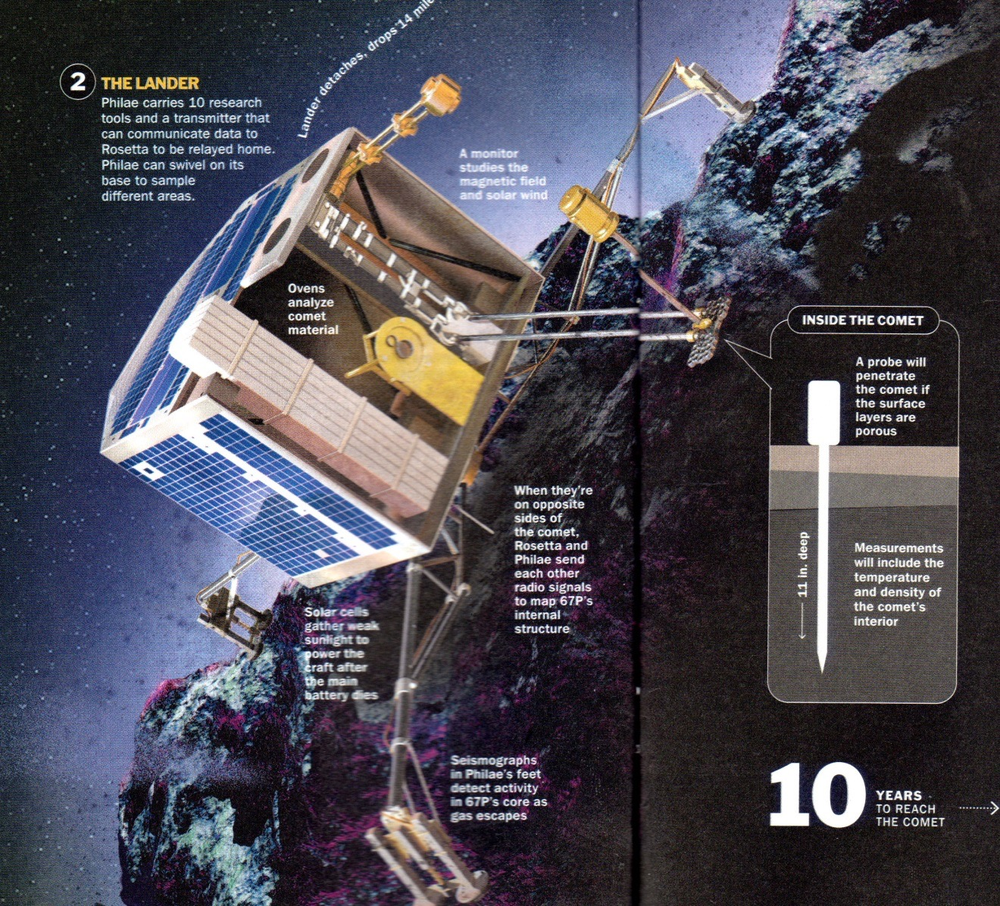 Lander detaches, drops 14 mile
2
THE LANDER
Philae carries 10 research
tools and a transmitter that
can communicate data to
Rosetta to be relayed home.
Philae can swivel on its
base to sample
different areas.
A monitor
studies the
magnetic field
and solar wind
Ovens
analyze
comet
material
INSIDE THE COMET
A probe will
penetrate
the comet if
the surface
layers are
porous
11 in. deep
Measurements
will include the
temperature
and density of
the comet's
interior
When they're
on opposite
sides of
the comet,
Rosetta and
Philae send
each other
radio signals
to map 67P's
internal
structure
Solar cells
gather weak
sunlight to
power the
craft after
the main
battery dies
Seismographs
in Philae's feet
detect activity
in 67P's core as
gas escapes
10
YEARS
TO REACH
THE COMET